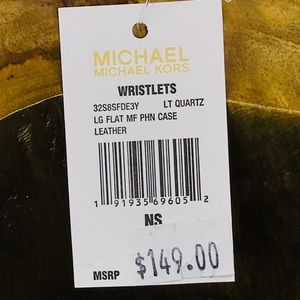 MICHAEL
MICHAEL KORS
WRISTLETS
32S8SFDE3Y LT QUARTZ
LG FLAT MF PHN CASE
LEATHER
1 91935 69605 2
NS
MSRP $149.00